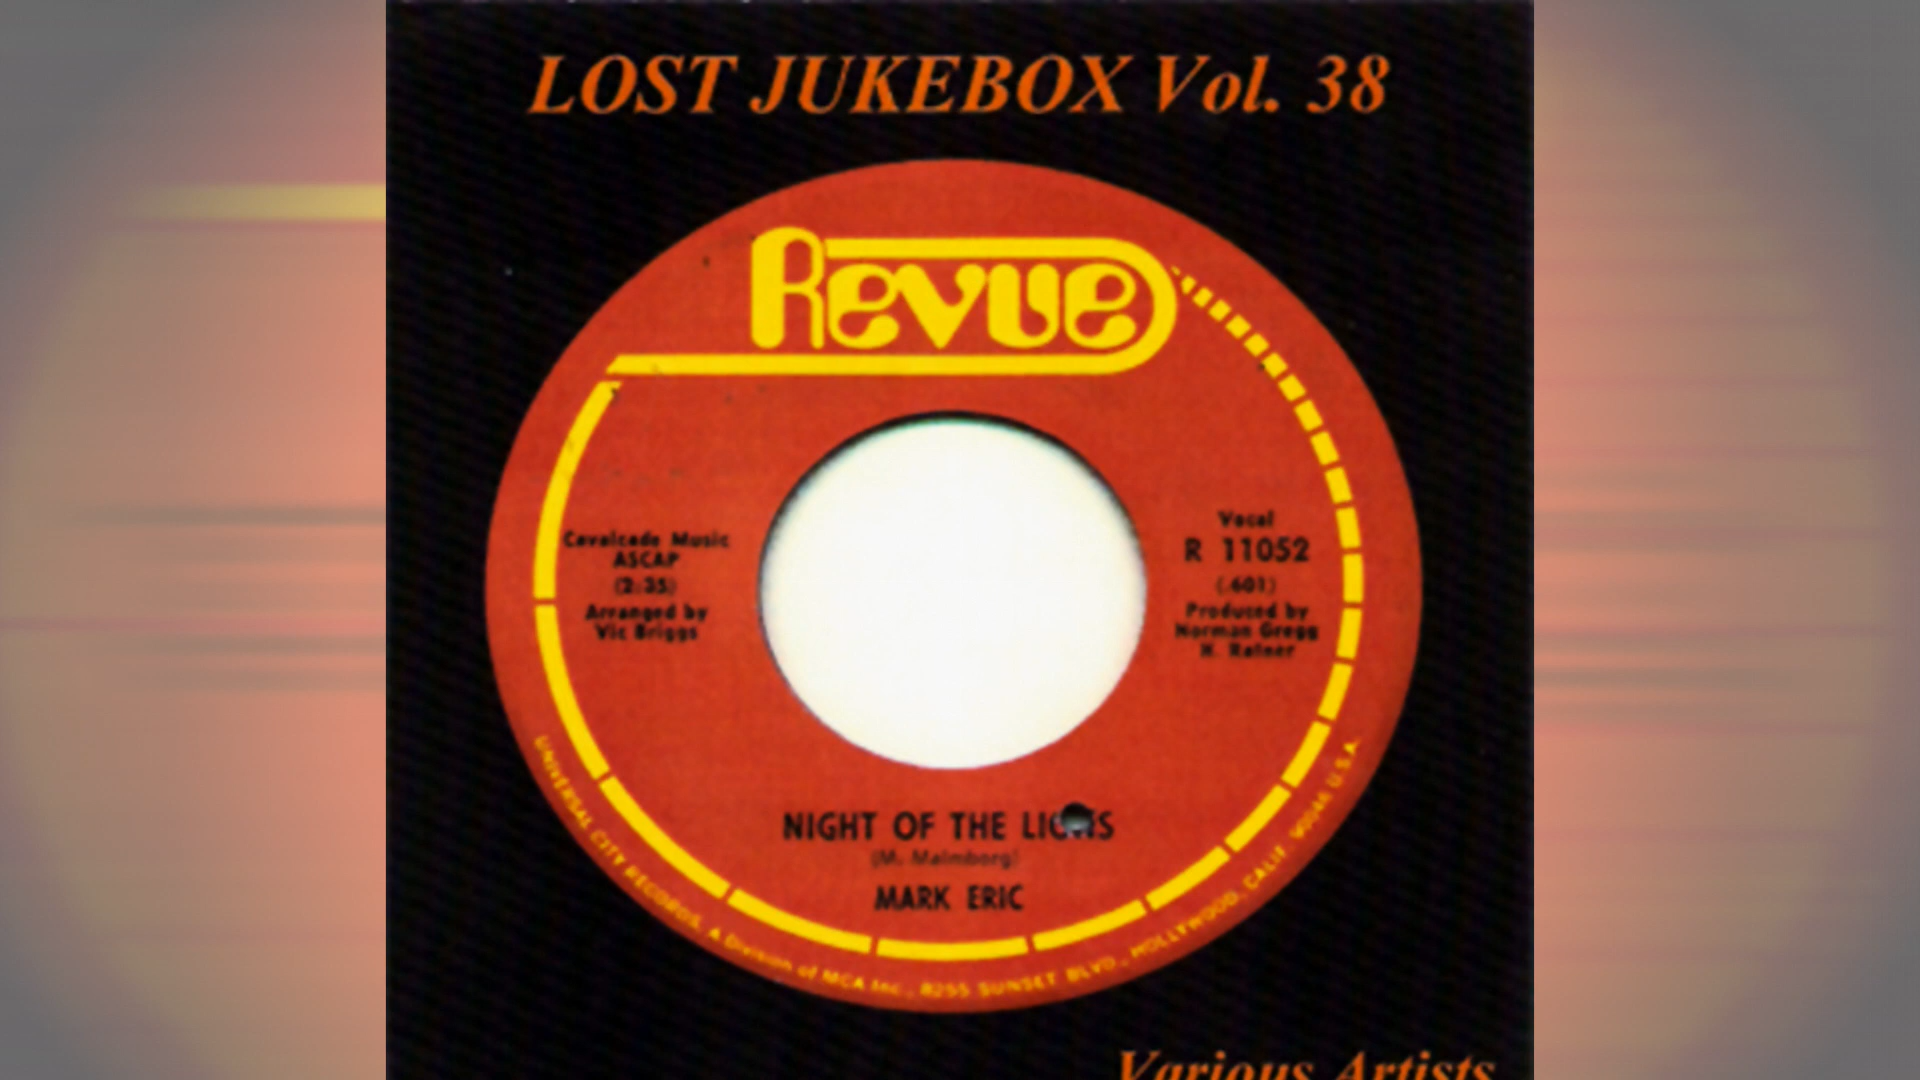 LOST JUKEBOX Vol. 38
Revue
Cavalcade Music
ASCAP
(2:35)
Arranged by
Vic Briggs
Vocal
R 11052
(.601)
Produced by
Norman Gregg
H. Ratner
NIGHT OF THE
(M. Malmborg)
MARK ERIC
UNIVERSAL CITY RECORDS, A Division of MCA Inc., 8255 SUNSET BLVD., HOLLYWOOD, CALIF. 90046 U.S.A.
Various Artists